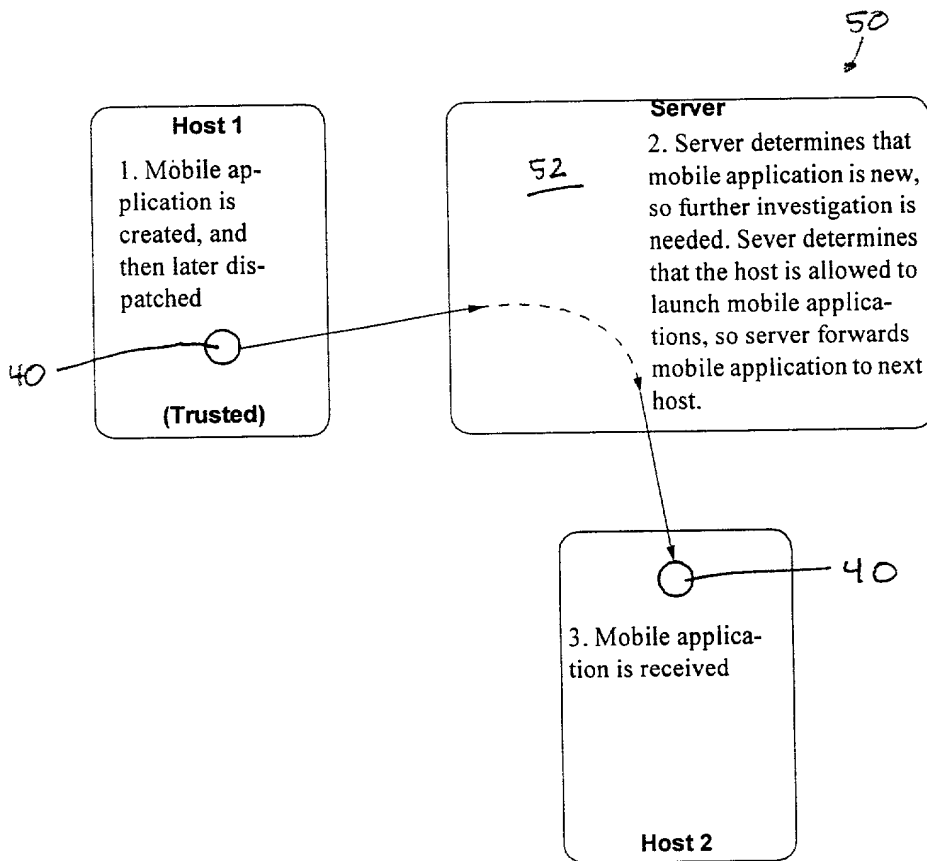 50
Host 1
1. Mobile ap-
plication is
created, and
then later dis-
patched
40
(Trusted)
Server
52
2. Server determines that
mobile application is new,
so further investigation is
needed. Sever determines
that the host is allowed to
launch mobile applica-
tions, so server forwards
mobile application to next
host.
40
3. Mobile applica-
tion is received
Host 2